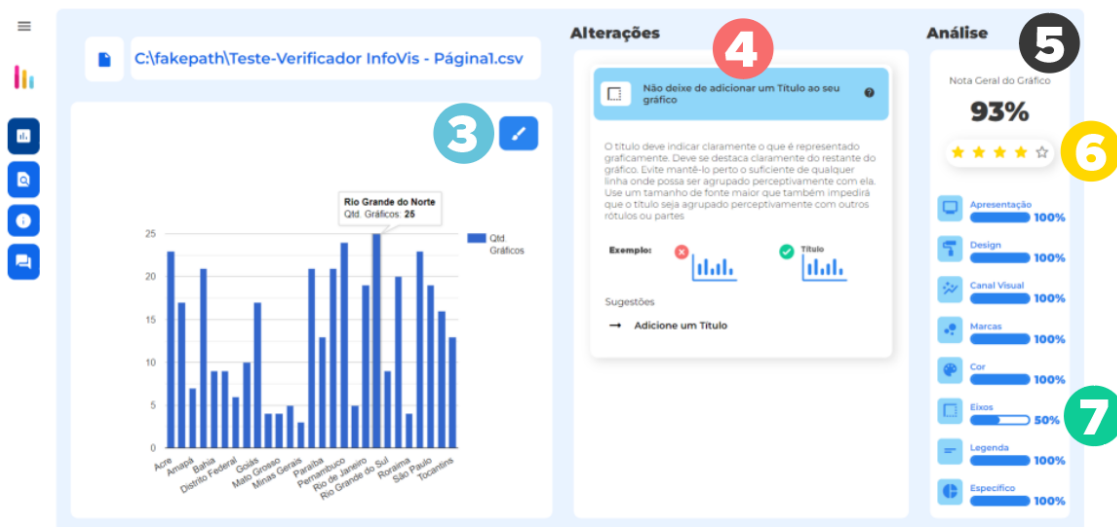 C:\fakepath\Teste-Verificador InfoVis - Página1.csv
3
Rio Grande do Norte
Qtd. Gráficos: 25
25
20
15
10
5
0
Qtd.
Gráficos
Acre
Amapá
Bahia
Distrito Federal
Goiás
Mato Grosso
Minas Gerais
Paraíba
Pernambuco
Rio de Janeiro
Rio Grande do Sul
Roraima
São Paulo
Tocantins
Alterações
4
Não deixe de adicionar um Título ao seu
gráfico
O título deve indicar claramente o que é representado
graficamente. Deve se destaca claramente do restante do
gráfico. Evite mantê-lo perto o suficiente de qualquer
linha onde possa ser agrupado perceptivamente com ela.
Use um tamanho de fonte maior que também impedirá
que o título seja agrupado perceptivamente com outros
rótulos ou partes
Exemplo:
Título
Sugestões
→ Adicione um Título
Análise
5
Nota Geral do Gráfico
93%
6
Apresentação
100%
Design
100%
Canal Visual
100%
Marcas
100%
Cor
100%
Eixos
50%
7
Legenda
100%
Específico
100%